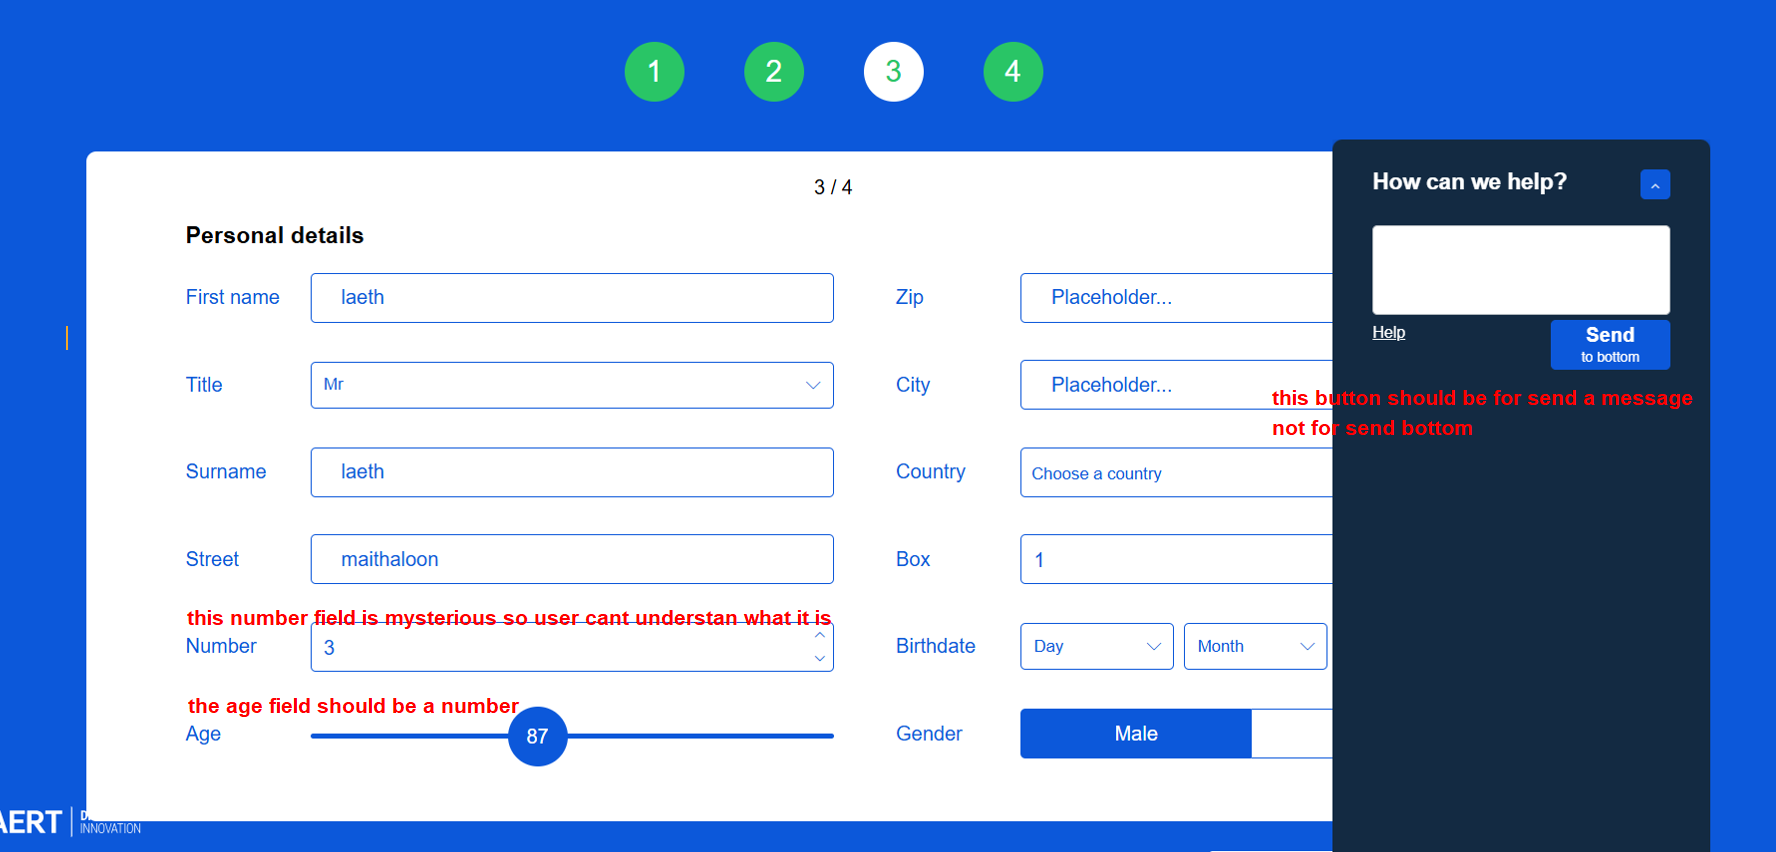 1
2
3
4
3 / 4
How can we help?
Personal details
First name
laeth
Zip
Placeholder...
Help
Send
to bottom
Title
Mr
City
Placeholder...
this button should be for send a message
not for send bottom
Surname
laeth
Country
Choose a country
Street
maithaloon
Box
1
this number field is mysterious so user cant understan what it is
Number
3
Birthdate
Day
Month
the age field should be a number
Age
87
Gender
Male
AERT
INNOVATION